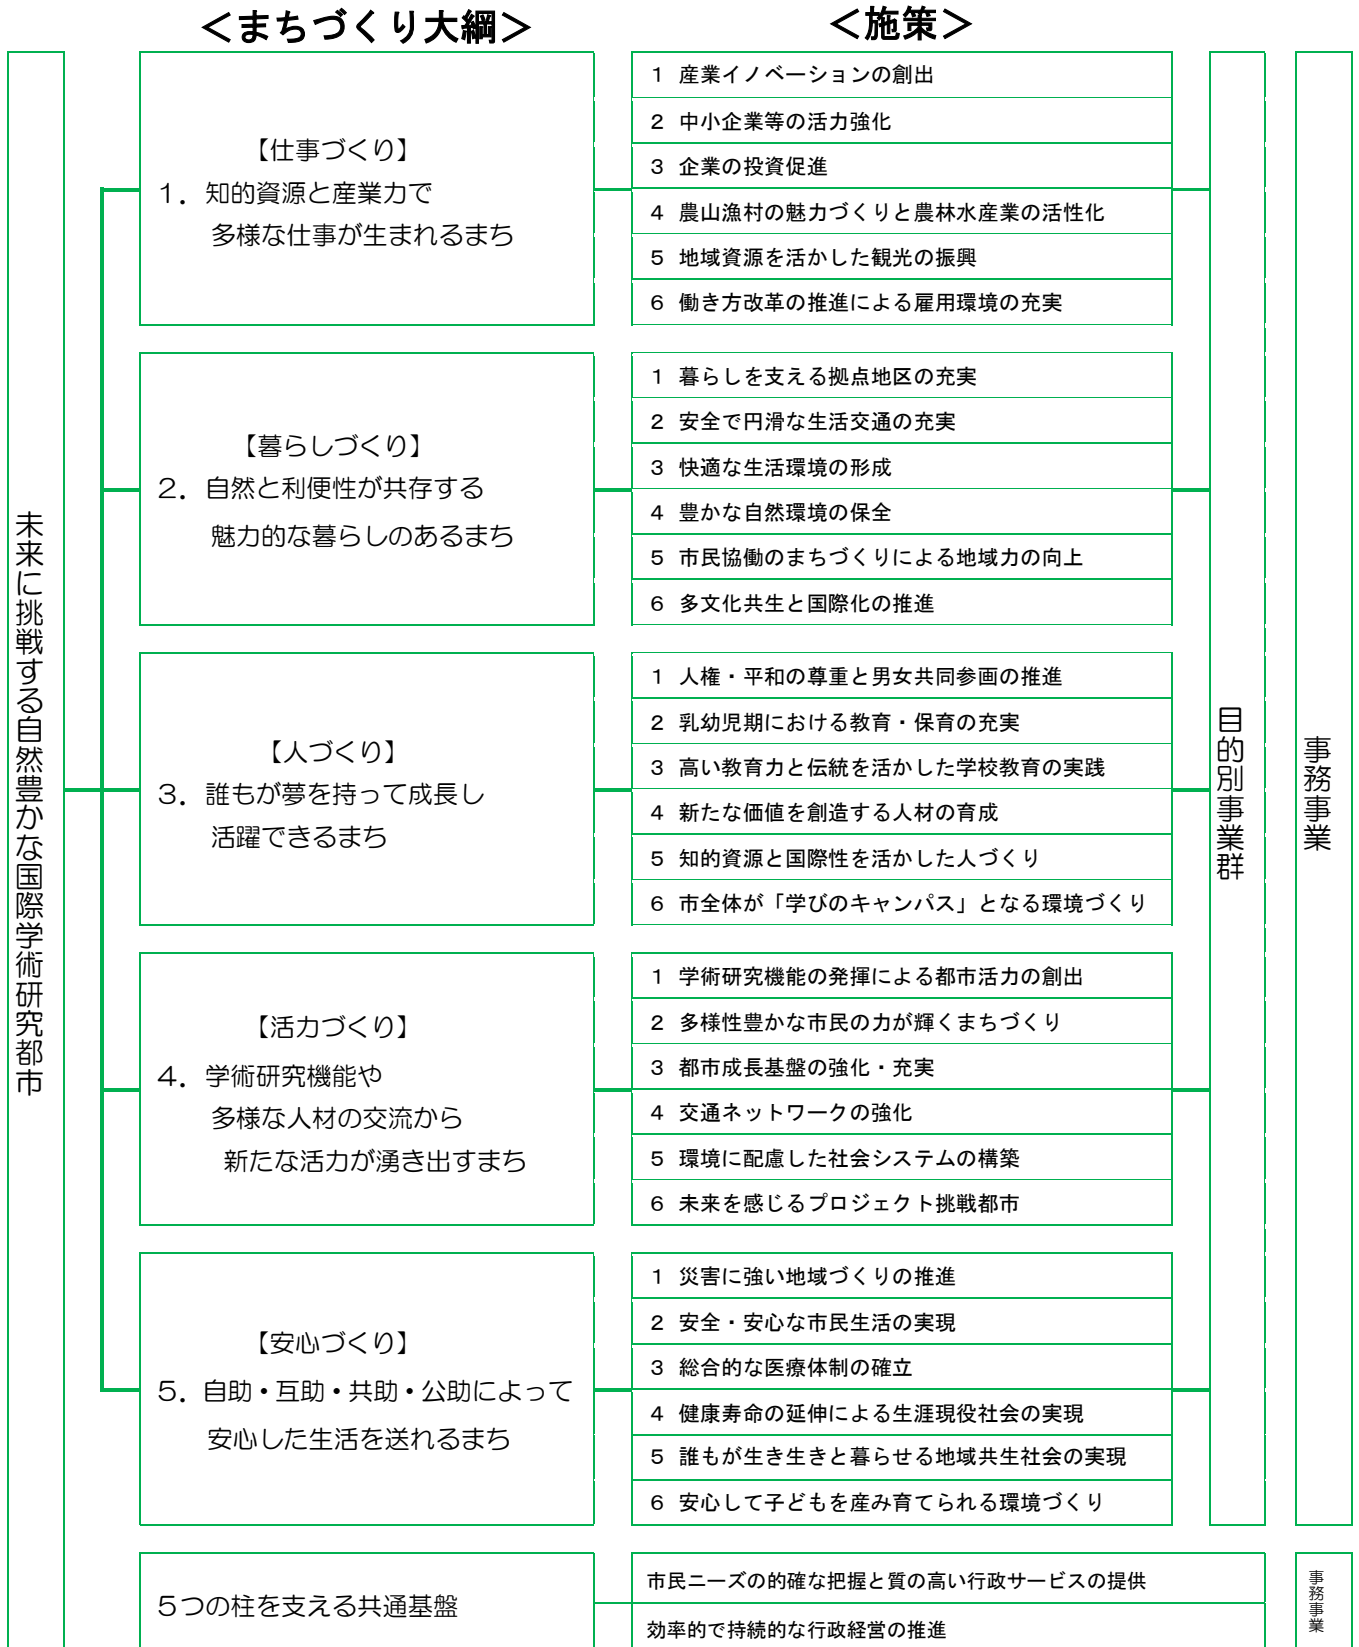 ＜まちづくり大綱＞
＜施策＞
未来に挑戦する自然豊かな国際学術研究都市
【仕事づくり】
１．知的資源と産業力で
多様な仕事が生まれるまち
１ 産業イノベーションの創出
２ 中小企業等の活力強化
３ 企業の投資促進
４ 農山漁村の魅力づくりと農林水産業の活性化
５ 地域資源を活かした観光の振興
６ 働き方改革の推進による雇用環境の充実
【暮らしづくり】
２．自然と利便性が共存する
魅力的な暮らしのあるまち
１ 暮らしを支える拠点地区の充実
２ 安全で円滑な生活交通の充実
３ 快適な生活環境の形成
４ 豊かな自然環境の保全
５ 市民協働のまちづくりによる地域力の向上
６ 多文化共生と国際化の推進
【人づくり】
３．誰もが夢を持って成長し
活躍できるまち
１ 人権・平和の尊重と男女共同参画の推進
２ 乳幼児期における教育・保育の充実
３ 高い教育力と伝統を活かした学校教育の実践
４ 新たな価値を創造する人材の育成
５ 知的資源と国際性を活かした人づくり
６ 市全体が「学びのキャンパス」となる環境づくり
【活力づくり】
４．学術研究機能や
多様な人材の交流から
新たな活力が湧き出すまち
１ 学術研究機能の発揮による都市活力の創出
２ 多様性豊かな市民の力が輝くまちづくり
３ 都市成長基盤の強化・充実
４ 交通ネットワークの強化
５ 環境に配慮した社会システムの構築
６ 未来を感じるプロジェクト挑戦都市
【安心づくり】
５．自助・互助・共助・公助によって
安心した生活を送れるまち
１ 災害に強い地域づくりの推進
２ 安全・安心な市民生活の実現
３ 総合的な医療体制の確立
４ 健康寿命の延伸による生涯現役社会の実現
５ 誰もが生き生きと暮らせる地域共生社会の実現
６ 安心して子どもを産み育てられる環境づくり
目的別事業群
事務事業
５つの柱を支える共通基盤
市民ニーズの的確な把握と質の高い行政サービスの提供
効率的で持続的な行政経営の推進
事務事業